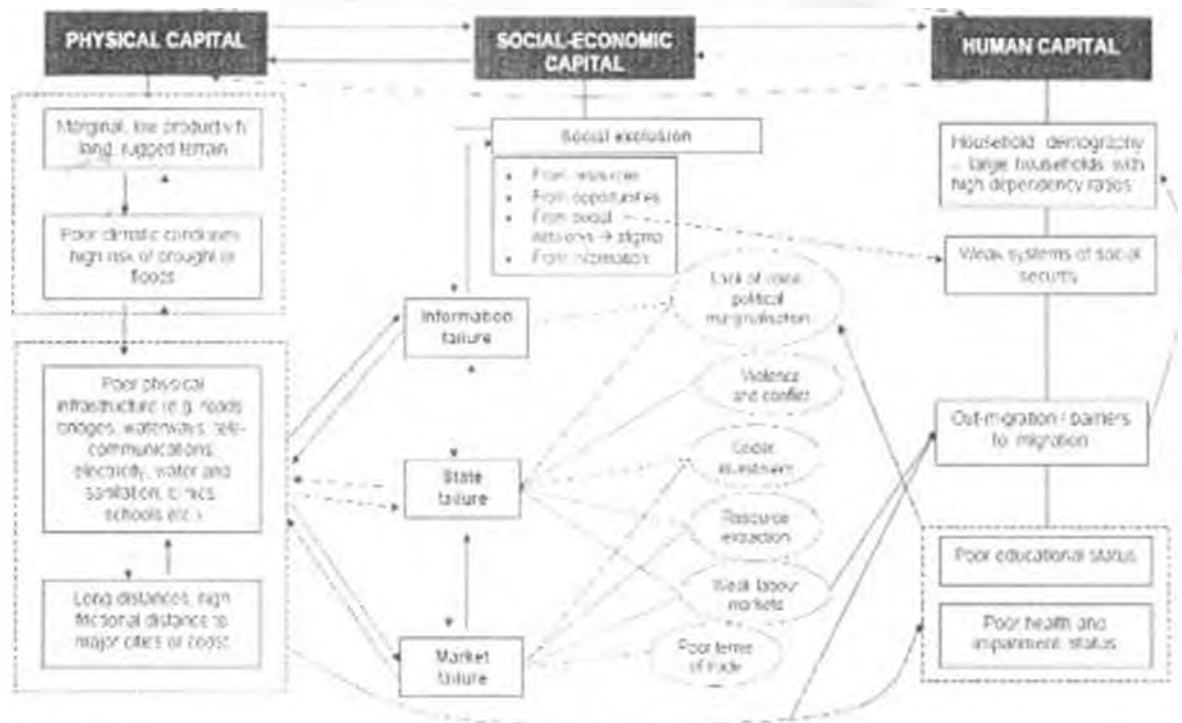 PHYSICAL CAPITAL
SOCIAL-ECONOMIC
CAPITAL
HUMAN CAPITAL
Marginal, low productivity
land, rugged terrain
Poor climatic conditions
high risk of drought or
floods
Poor physical
infrastructure (e.g. roads
bridges, waterways, tele-
communications
electricity, water and
sanitation, clinics
schools etc.)
Long distances, high
frictional distance to
major cities or coast
Social exclusion
• From resources
• From opportunities
• From social
→ stigma
• From information
Information
failure
State
failure
Market
failure
Lack of voice
political
marginalisation
Violence
and conflict
Under
investment
Resource
extraction
Weak labour
markets
Poor terms
of trade
Household demography
- large households with
high dependency ratios
Weak systems of social
security
Out-migration / barriers
to migration
Poor educational status
Poor health and
impairment status